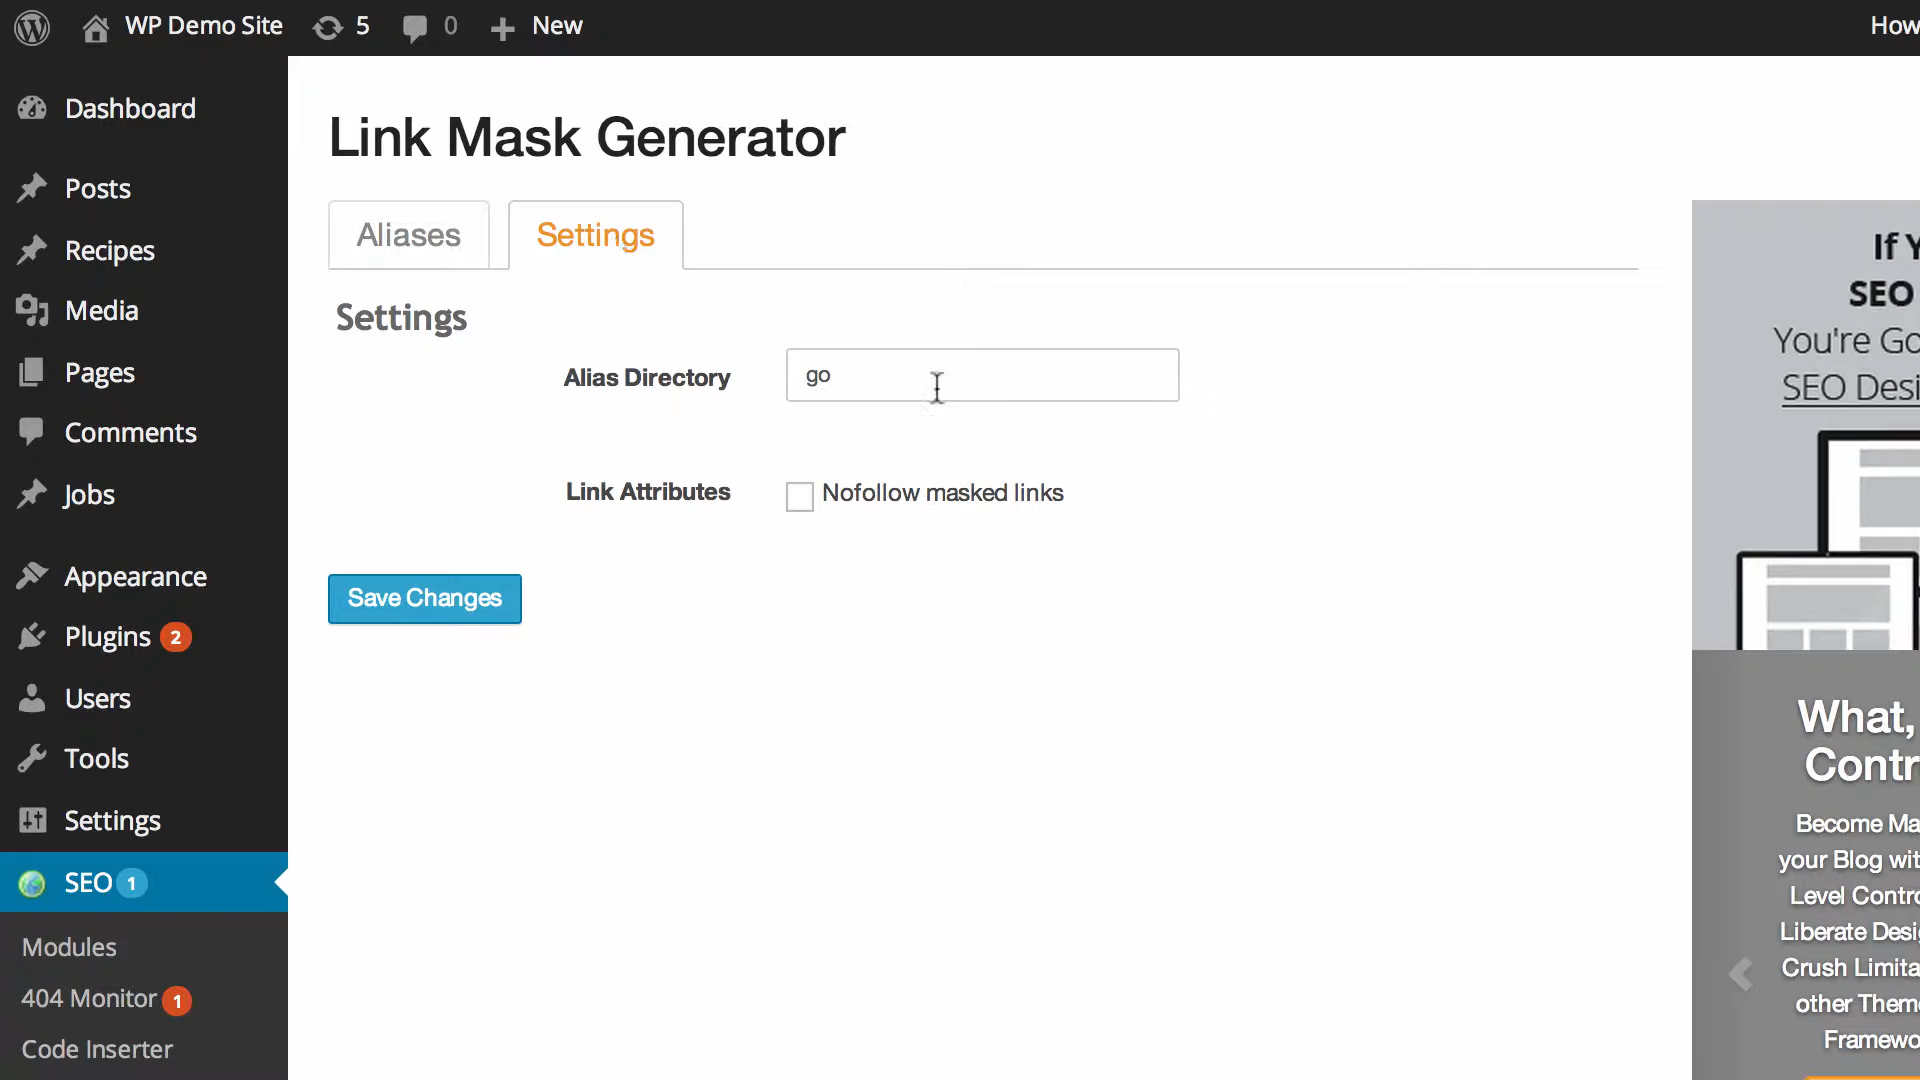 WP Demo Site 5 0 New How
Dashboard
Posts
Recipes
Media
Pages
Comments
Jobs
Appearance
Plugins 2
Users
Tools
Settings
SEO 1
Modules
404 Monitor 1
Code Inserter
Link Mask Generator
Aliases Settings
Settings
Alias Directory go
Link Attributes Nofollow masked links
Save Changes
If Y
SEO
You're Go
SEO Desi
What,
Contr
Become Ma
your Blog wit
Level Contro
Liberate Desi
Crush Limita
other Them
Framewo